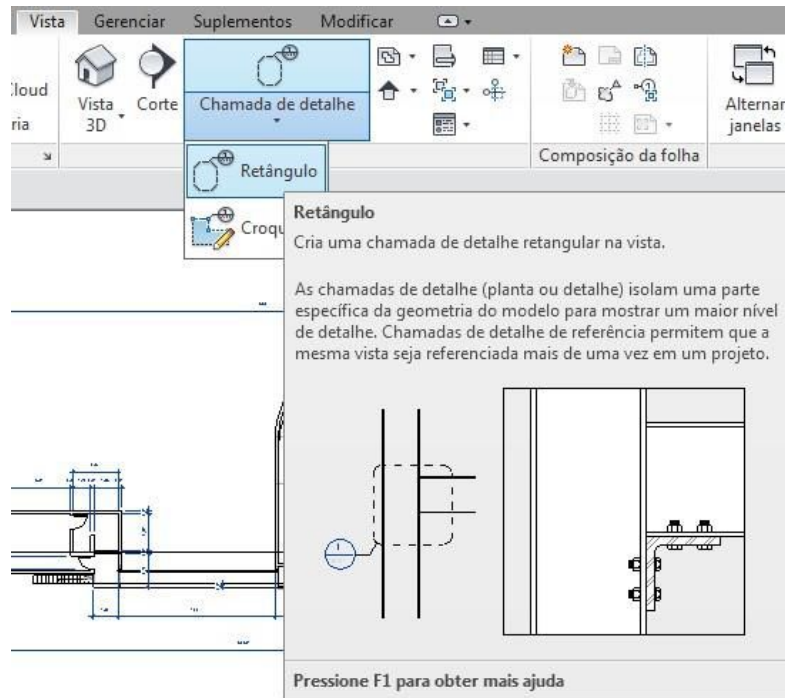 Vista Gerenciar Suplementos Modificar
Cloud
ria
Vista
3D
Corte
Chamada de detalhe
Alternar
janelas
Composição da folha
Retângulo
Croqu
Retângulo
Cria uma chamada de detalhe retangular na vista.
As chamadas de detalhe (planta ou detalhe) isolam uma parte
específica da geometria do modelo para mostrar um maior nível
de detalhe. Chamadas de detalhe de referência permitem que a
mesma vista seja referenciada mais de uma vez em um projeto.
Pressione F1 para obter mais ajuda